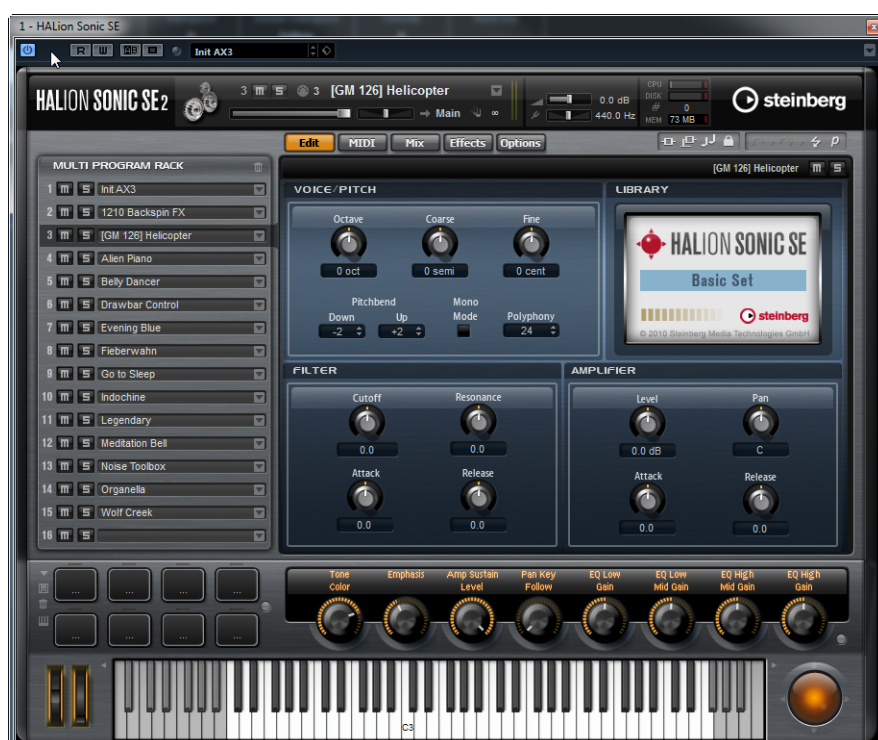 1 - HALion Sonic SE
R W AB Init AX3
HALION SONIC SE2
3 m S 3 [GM 126] Helicopter
Main ∞
0.0 dB
440.0 Hz
CPU
DISK
# 0
MEM 73 MB
steinberg
Edit MIDI Mix Effects Options
MULTI PROGRAM RACK
1 m S Init AX3
2 m S 1210 Backspin FX
3 m S [GM 126] Helicopter
4 m S Alien Piano
5 m S Belly Dancer
6 m S Drawbar Control
7 m S Evening Blue
8 m S Fieberwahn
9 m S Go to Sleep
10 m S Indochine
11 m S Legendary
12 m S Meditation Bell
13 m S Noise Toolbox
14 m S Organella
15 m S Wolf Creek
16 m S
[GM 126] Helicopter m S
VOICE/PITCH
Octave Coarse Fine
0 oct 0 semi 0 cent
Pitchbend Mono
Down Up Mode Polyphony
-2 +2 24
LIBRARY
HALION SONIC SE
Basic Set
steinberg
© 2010 Steinberg Media Technologies GmbH
FILTER
Cutoff Resonance
0.0 0.0
Attack Release
0.0 0.0
AMPLIFIER
Level Pan
0.0 dB C
Attack Release
0.0 0.0
... ... ... ...
... ... ... ...
Tone Color
Emphasis
Amp Sustain Level
Pan Key Follow
EQ Low Gain
EQ Low Mid Gain
EQ High Mid Gain
EQ High Gain
C3